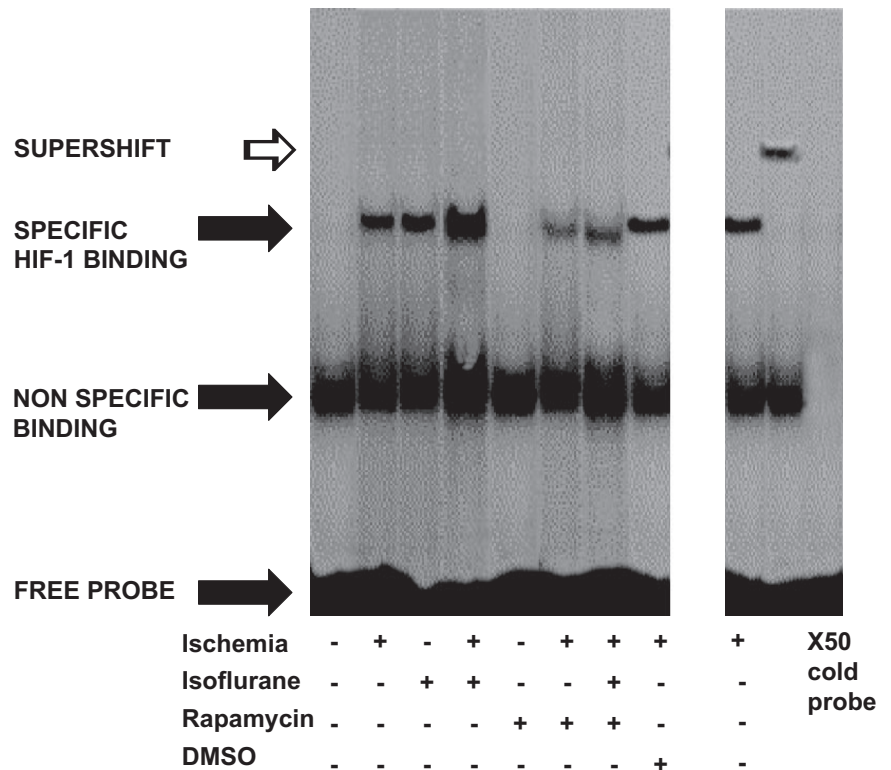 SUPERSHIFT
SPECIFIC
HIF-1 BINDING
NON SPECIFIC
BINDING
FREE PROBE
Ischemia - + - + - + + + + X50
cold
probe
Isoflurane - - + + - - + - -
Rapamycin - - - - + + + - -
DMSO - - - - - - - + -